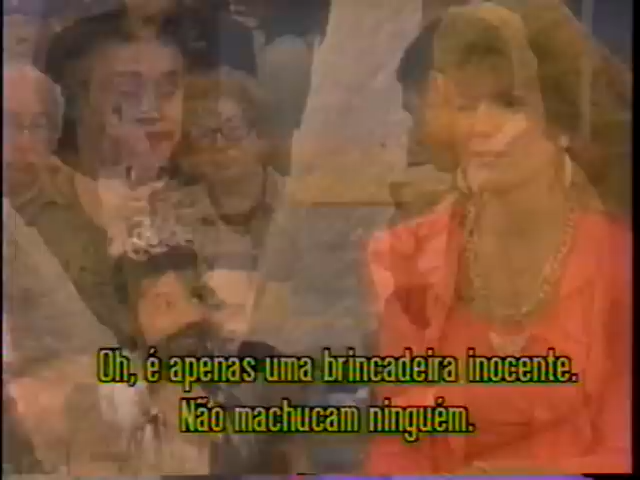 Oh, é apenas uma brincadeira inocente.
Não machucam ninguém.